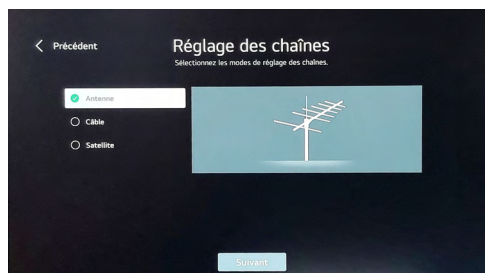 Précédent
Réglage des chaînes
Sélectionnez les modes de réglage des chaînes.
Antenne
Câble
Satellite
Suivant